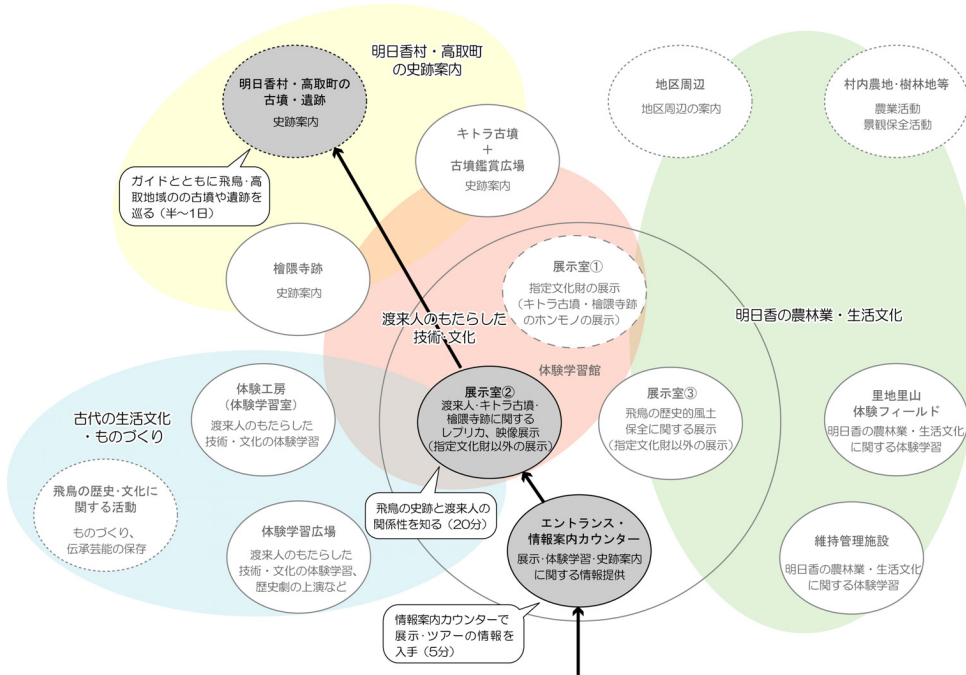 明日香村・高取町
の史跡案内
明日香村・高取町の
古墳・遺跡
史跡案内
ガイドとともに飛鳥・高
取地域のの古墳や遺跡を
巡る（半〜1日）
キトラ古墳
＋
古墳鑑賞広場
史跡案内
檜隈寺跡
史跡案内
地区周辺
地区周辺の案内
村内農地・樹林地等
農業活動
景観保全活動
展示室①
指定文化財の展示
（キトラ古墳・檜隈寺跡
のホンモノの展示）
渡来人のもたらした
技術・文化
明日香の農林業・生活文化
体験学習館
展示室②
渡来人・キトラ古墳・
檜隈寺跡に関する
レプリカ、映像展示
（指定文化財以外の展示）
展示室③
飛鳥の歴史的風土
保全に関する展示
（指定文化財以外の展示）
里地里山
体験フィールド
明日香の農林業・生活文化
に関する体験学習
古代の生活文化
・ものづくり
体験工房
（体験学習室）
渡来人のもたらした
技術・文化の体験学習
飛鳥の歴史・文化に
関する活動
ものづくり、
伝承芸能の保存
体験学習広場
渡来人のもたらした
技術・文化の体験学習、
歴史劇の上演など
飛鳥の史跡と渡来人の
関係性を知る（20分）
エントランス・
情報案内カウンター
展示・体験学習・史跡案内
に関する情報提供
維持管理施設
明日香の農林業・生活文化
に関する体験学習
情報案内カウンターで
展示・ツアーの情報を
入手（5分）